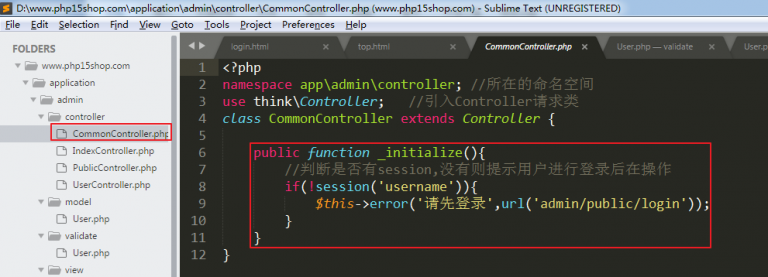 D:\www.php15shop.com\application\admin\controller\CommonController.php (www.php15shop.com) - Sublime Text (UNREGISTERED)
File Edit Selection Find View Goto Tools Project Preferences Help
FOLDERS
www.php15shop.com
application
admin
controller
CommonController.php
IndexController.php
PublicController.php
UserController.php
model
User.php
validate
User.php
view
login.html top.html CommonController.php User.php — validate User.p
1 <?php
2 namespace app\admin\controller; //所在的命名空间
3 use think\Controller;   //引入Controller请求类
4 class CommonController extends Controller {
5
6     public function _initialize(){
7         //判断是否有session,没有则提示用户进行登录后在操作
8         if(!session('username')){
9             $this->error('请先登录',url('admin/public/login'));
10         }
11     }
12 }